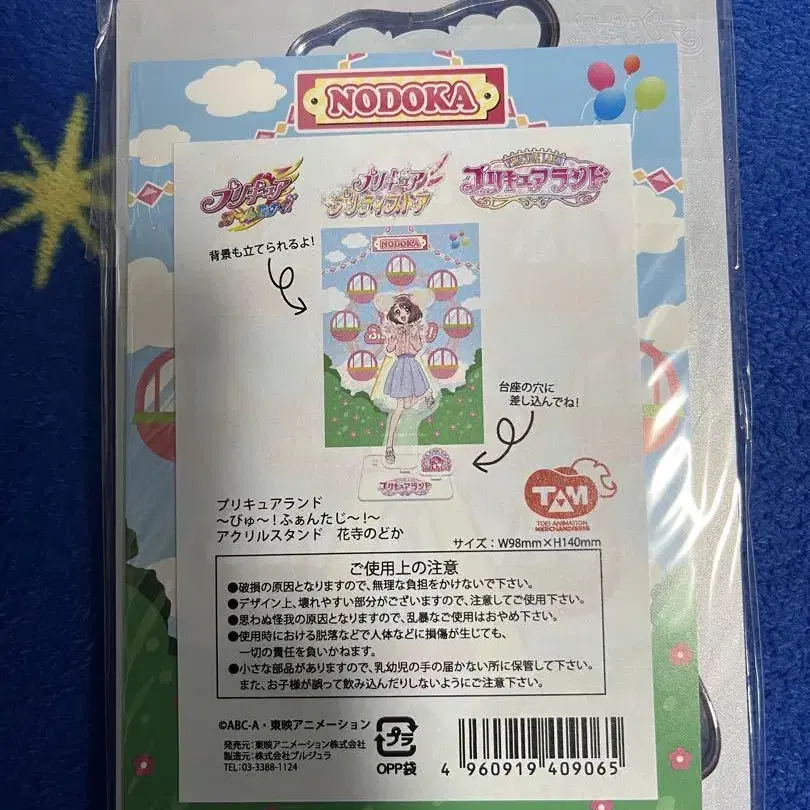 NODOKA
プリキュア
オールスターズ
プリキュア
プリティストア
プリキュアランド
背景も立てられるよ!
NODOKA
台座の穴に
差し込んでね!
プリキュアランド
TAM
TOEI ANIMATION
MERCHANDISING
プリキュアランド
〜びゅ〜!ふぁんたじ〜!〜
アクリルスタンド 花寺のどか
サイズ:W98mm×H140mm
ご使用上の注意
●破損の原因となりますので、無理な負担をかけないで下さい。
●デザイン上、壊れやすい部分がございますので、注意してご使用下さい。
●思わぬ怪我の原因となりますので、乱暴なご使用はおやめ下さい。
●使用時における脱落などで人体などに損傷が生じても、
一切の責任を負いかねます。
●小さな部品がありますので、乳幼児の手の届かない所に保管して下さい。
また、お子様が誤って飲み込んだりしないようにご注意下さい。
©ABC-A・東映アニメーション
発売元:東映アニメーション株式会社
製造元:株式会社プルジュラ
TEL:03-3388-1124
プラ
OPP袋
4 960919 409065